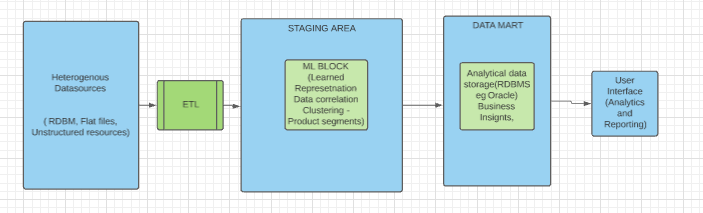 Heterogenous
Datasources
( RDBM, Flat files,
Unstructured resources)
ETL
STAGING AREA
ML BLOCK
(Learned
Represetnation
Data correlation
Clustering -
Product segments)
DATA MART
Analytical data
storage(RDBMS
eg Oracle)
Business
Insignts,
User
Interface
(Analytics
and
Reporting)